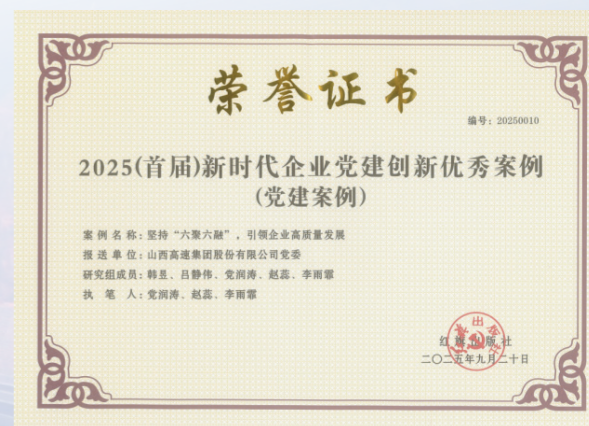 荣誉证书
编号：20250010
2025(首届)新时代企业党建创新优秀案例
(党建案例)
案例名称：坚持“六聚六融”，引领企业高质量发展
报送单位：山西高速集团股份有限公司党委
研究组成员：韩昱、吕静伟、党润涛、赵蕊、李雨霏
执笔人：党润涛、赵蕊、李雨霏
红旗出版社
二〇二五年九月二十日